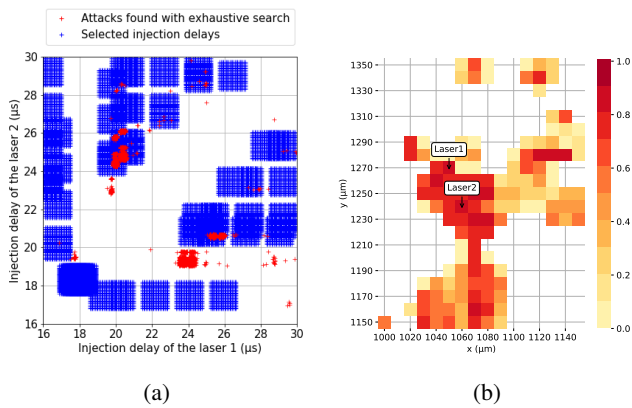 Attacks found with exhaustive search
Selected injection delays
30
28
26
24
22
20
18
16
16 18 20 22 24 26 28 30
Injection delay of the laser 2 (µs)
Injection delay of the laser 1 (µs)
(a)
1350
1330
1310
1290
1270
1250
1230
1210
1190
1170
1150
y (µm)
Laser1
Laser2
1000 1020 1040 1060 1080 1100 1120 1140
x (µm)
1.0
0.8
0.6
0.4
0.2
0.0
(b)